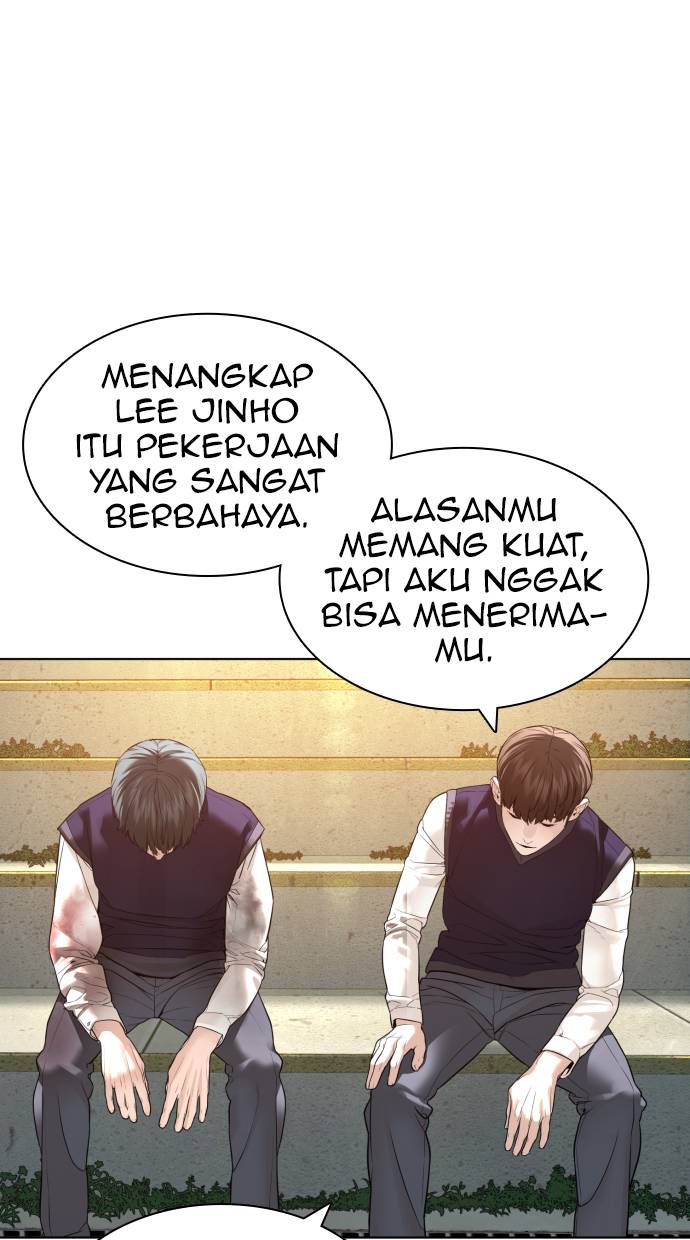 MENANGKAP
LEE JINHO
ITU PEKERJAAN
YANG SANGAT
BERBAHAYA.
ALASANMU
MEMANG KUAT,
TAPI AKU NGGAK
BISA MENERIMA-
MU.